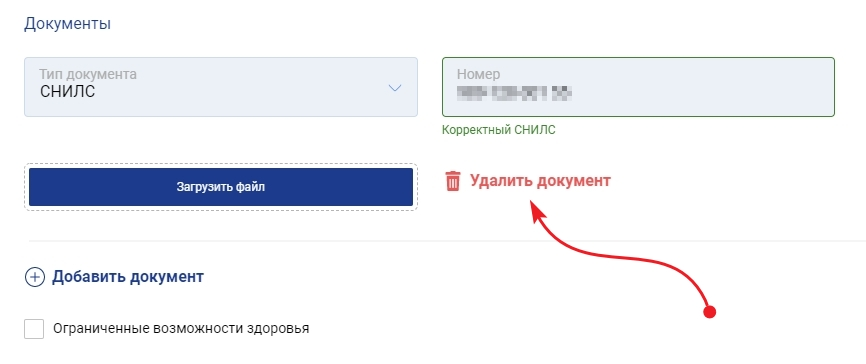 Документы
Тип документа
СНИЛС
Номер
Корректный СНИЛС
Загрузить файл
Удалить документ
Добавить документ
Ограниченные возможности здоровья